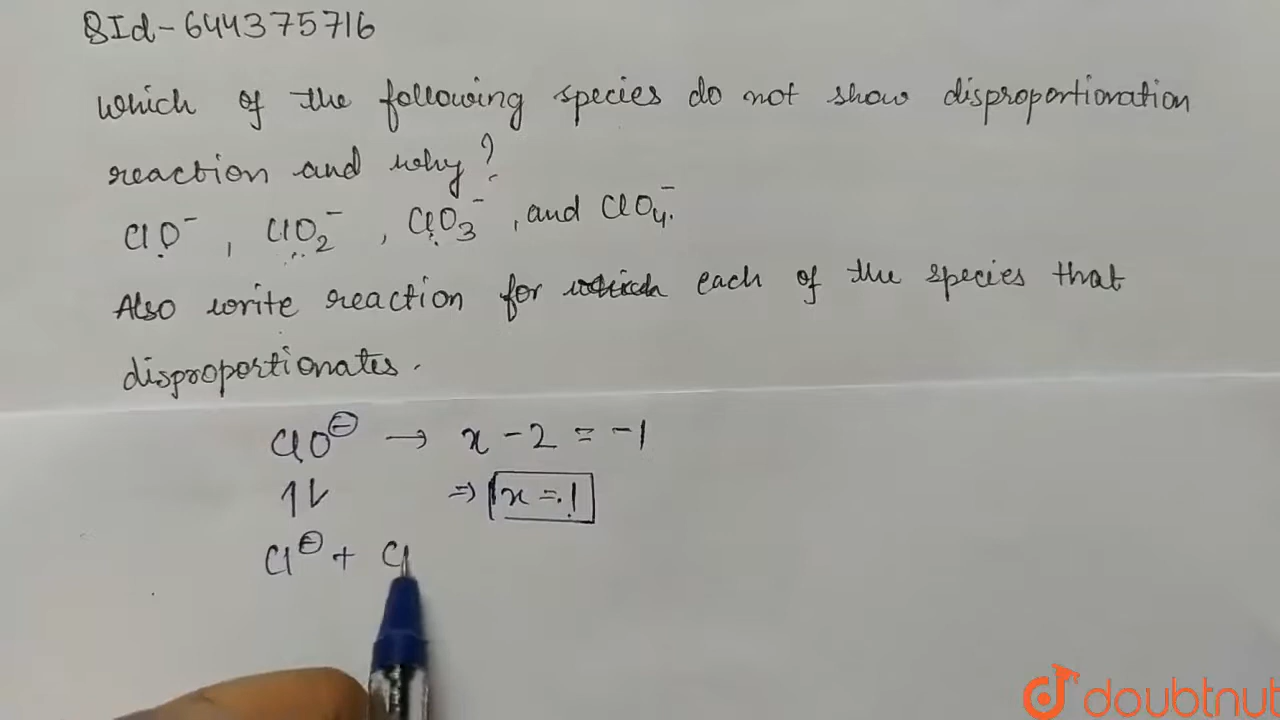 QId-644375716
which of the following species do not show disproportionation
reaction and why?
ClO⁻, ClO₂⁻, ClO₃⁻, and ClO₄⁻.
Also write reaction for each of the species that
disproportionates.
ClO⊖ → x - 2 = -1
⇒ x = 1
Cl⊖ + Cl
doubtnut